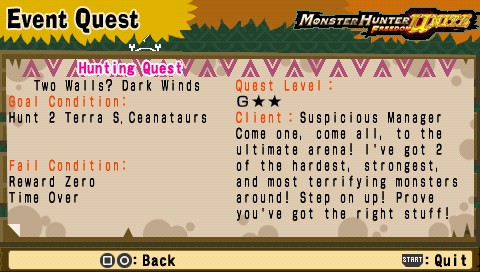 Event Quest
MONSTER HUNTER
FREEDOM UNITE
Hunting Quest
Two Walls? Dark Winds
Goal Condition:
Hunt 2 Terra S.Ceanataurs
Fail Condition:
Reward Zero
Time Over
Quest Level:
G★★
Client:Suspicious Manager
Come one, come all, to the
ultimate arena! I've got 2
of the hardest, strongest,
and most terrifying monsters
around! Step on up! Prove
you've got the right stuff!
□○: Back
START: Quit